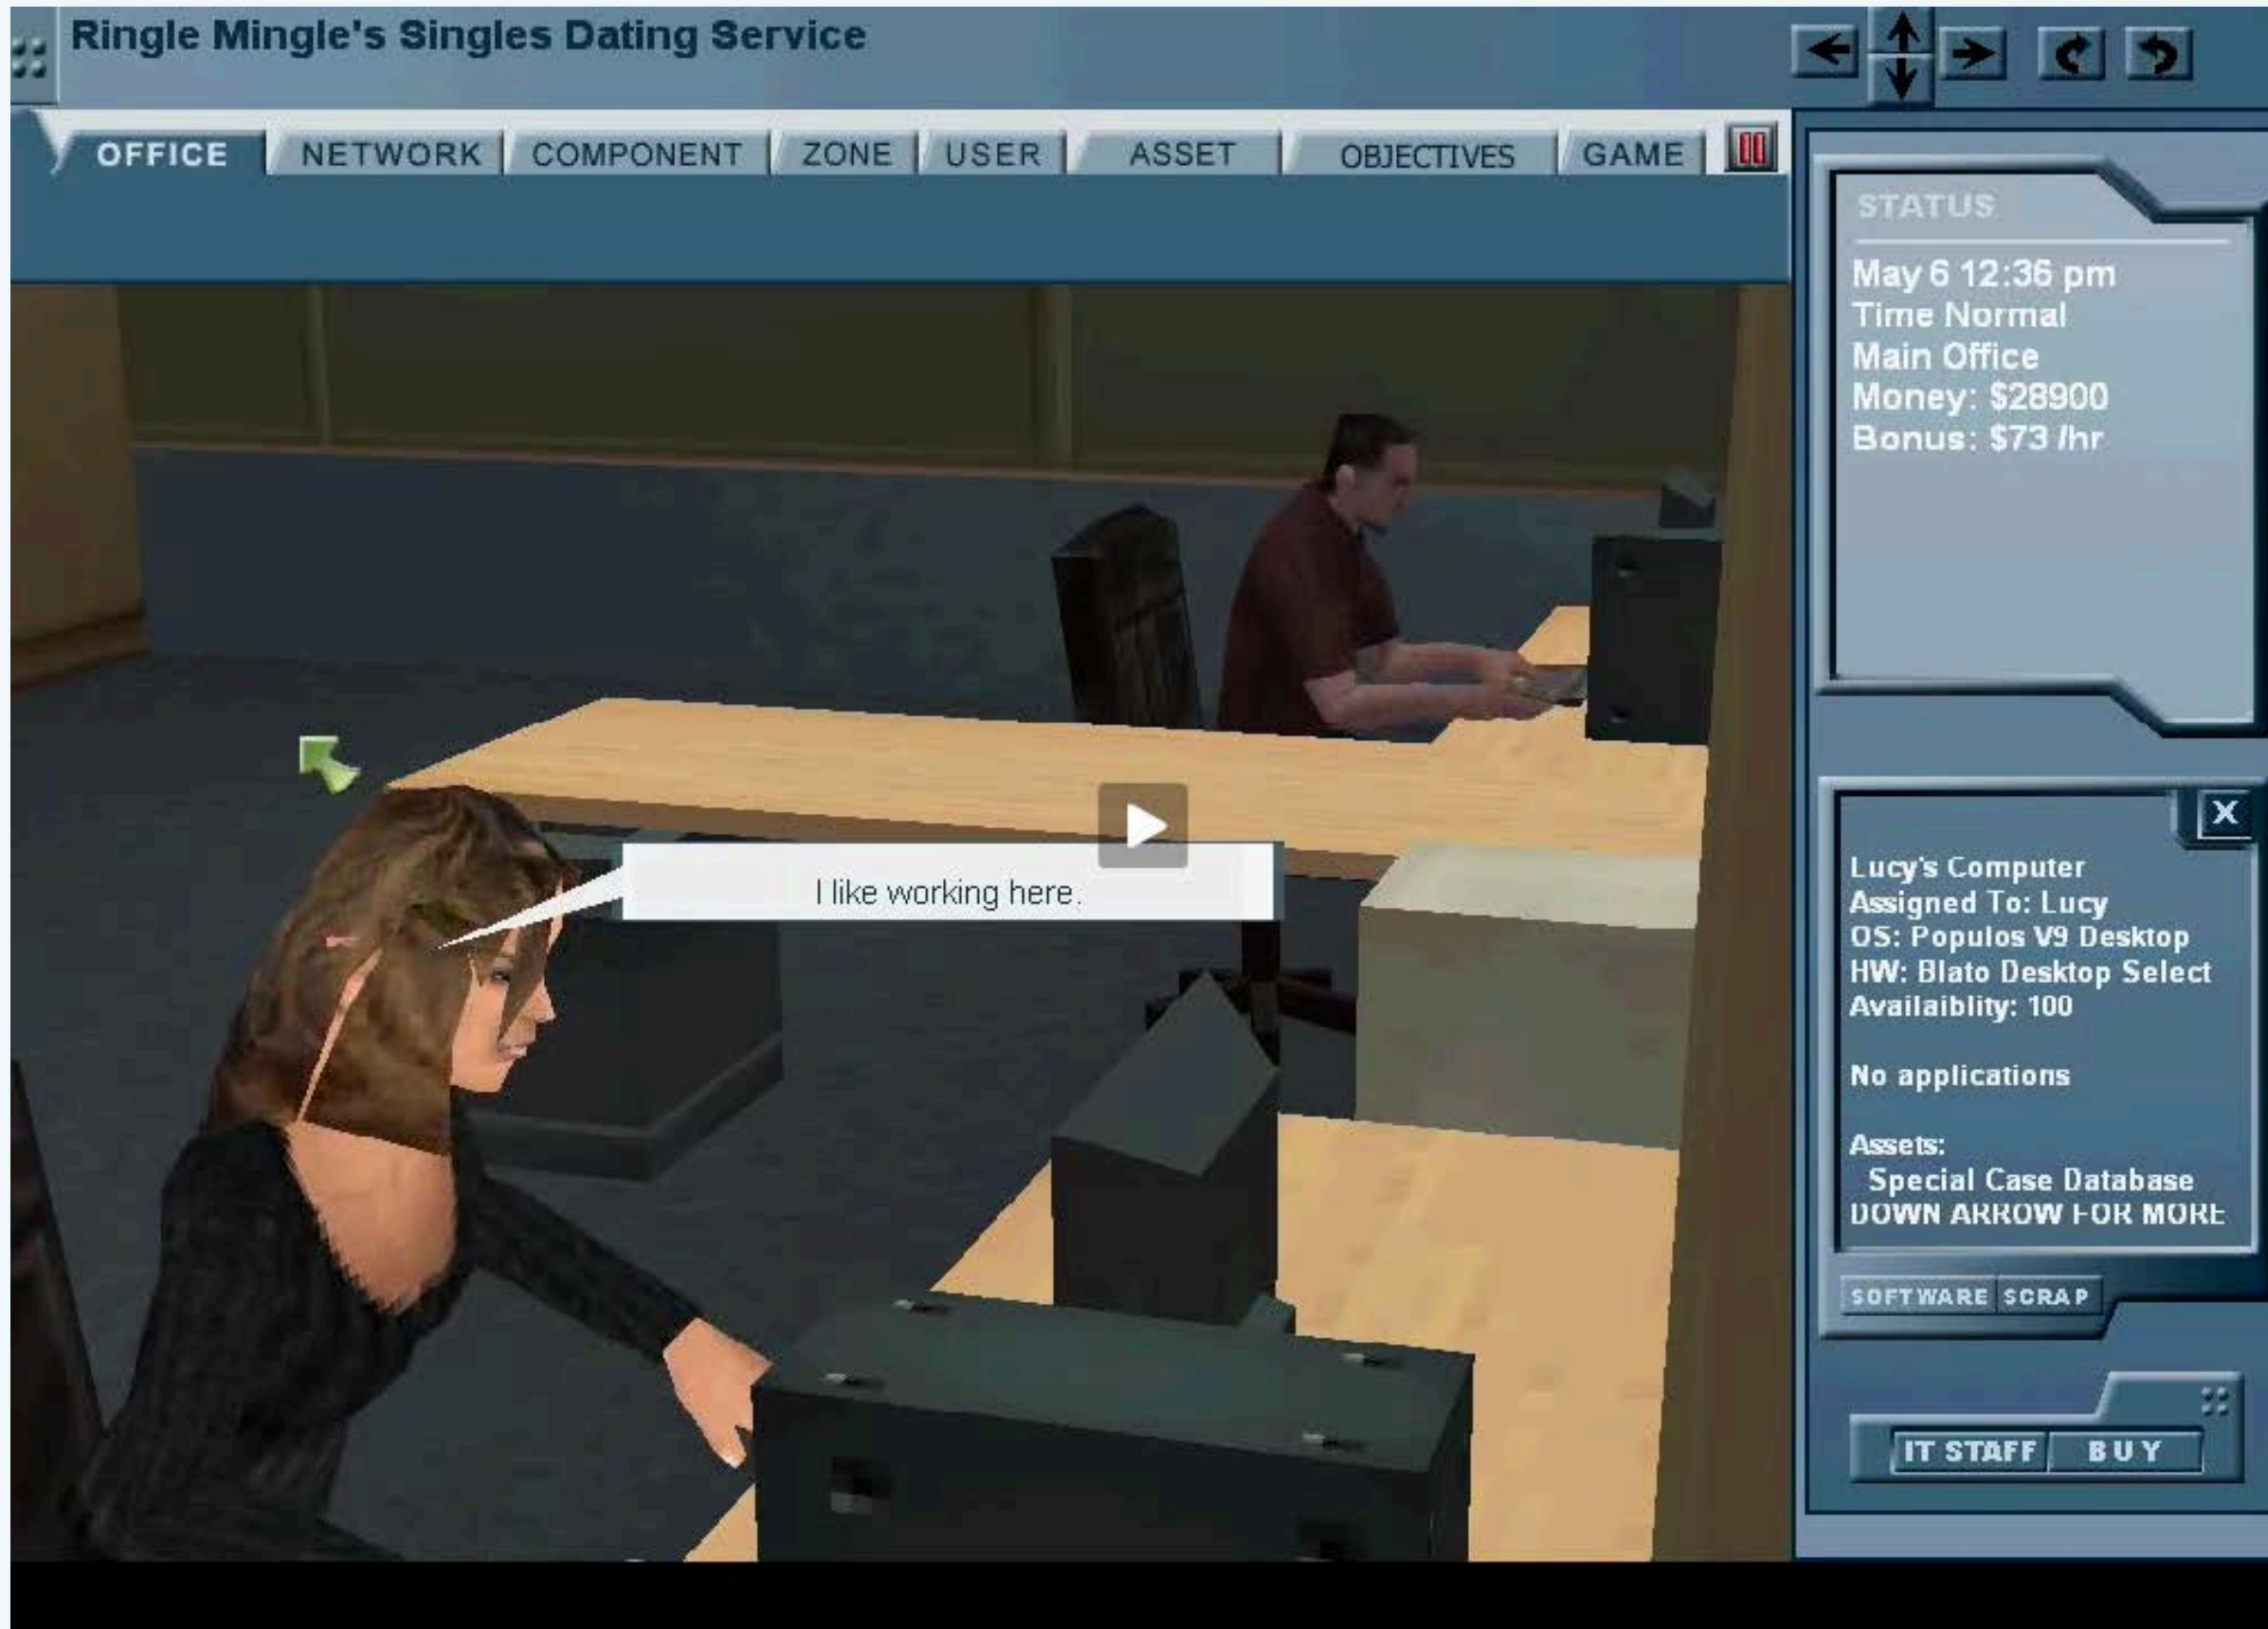 Ringle Mingle's Singles Dating Service
OFFICE NETWORK COMPONENT ZONE USER ASSET OBJECTIVES GAME
STATUS
May 6 12:36 pm
Time Normal
Main Office
Money: $28900
Bonus: $73 /hr
I like working here.
X
Lucy's Computer
Assigned To: Lucy
OS: Populos V9 Desktop
HW: Blato Desktop Select
Availaiblity: 100
No applications
Assets:
Special Case Database
DOWN ARROW FOR MORE
SOFTWARE SCRAP
IT STAFF BUY